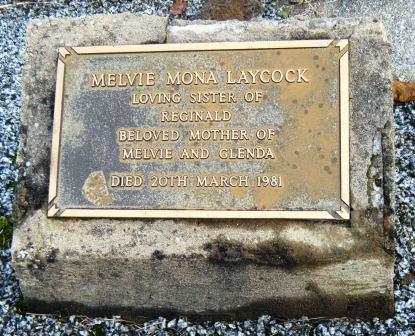 MELVIE MONA LAYCOCK
LOVING SISTER OF
REGINALD
BELOVED MOTHER OF
MELVIE AND GLENDA
DIED 20TH MARCH 1981